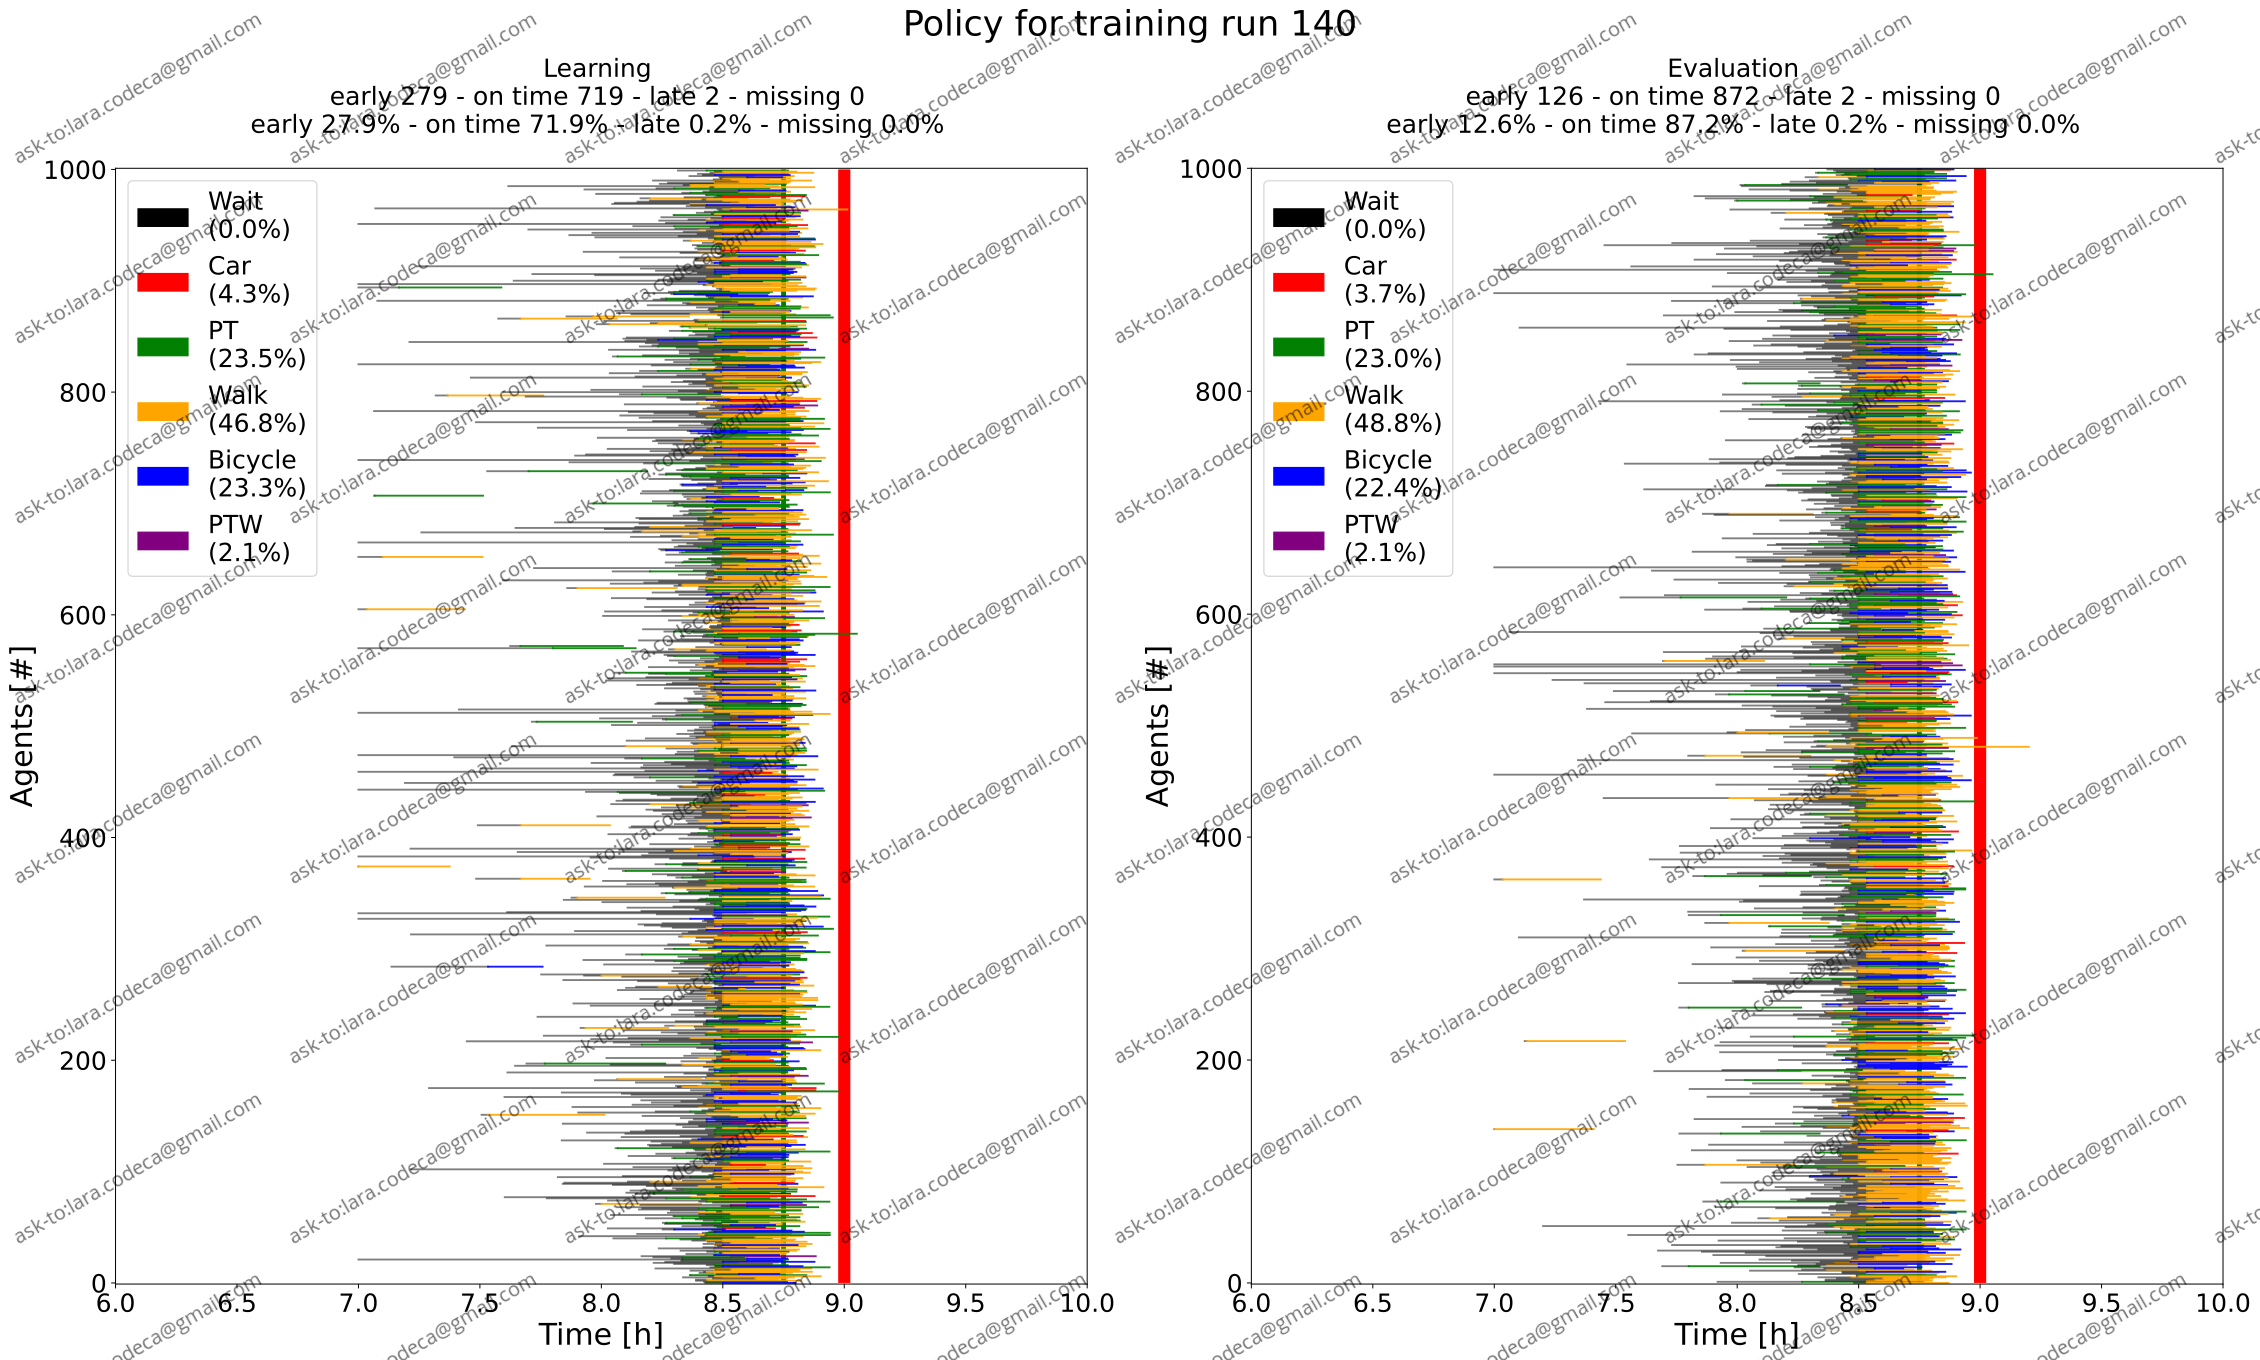 Policy for training run 140
Learning
early 279 - on time 719 - late 2 - missing 0
early 27.9% - on time 71.9% - late 0.2% - missing 0.0%
Agents [#]
1000
800
600
400
200
0
Wait
(0.0%)
Car
(4.3%)
PT
(23.5%)
Walk
(46.8%)
Bicycle
(23.3%)
PTW
(2.1%)
6.0 6.5 7.0 7.5 8.0 8.5 9.0 9.5 10.0
Time [h]
Evaluation
early 126 - on time 872 - late 2 - missing 0
early 12.6% - on time 87.2% - late 0.2% - missing 0.0%
Agents [#]
1000
800
600
400
200
0
Wait
(0.0%)
Car
(3.7%)
PT
(23.0%)
Walk
(48.8%)
Bicycle
(22.4%)
PTW
(2.1%)
6.0 6.5 7.0 7.5 8.0 8.5 9.0 9.5 10.0
Time [h]
ask-to:lara.codeca@gmail.com